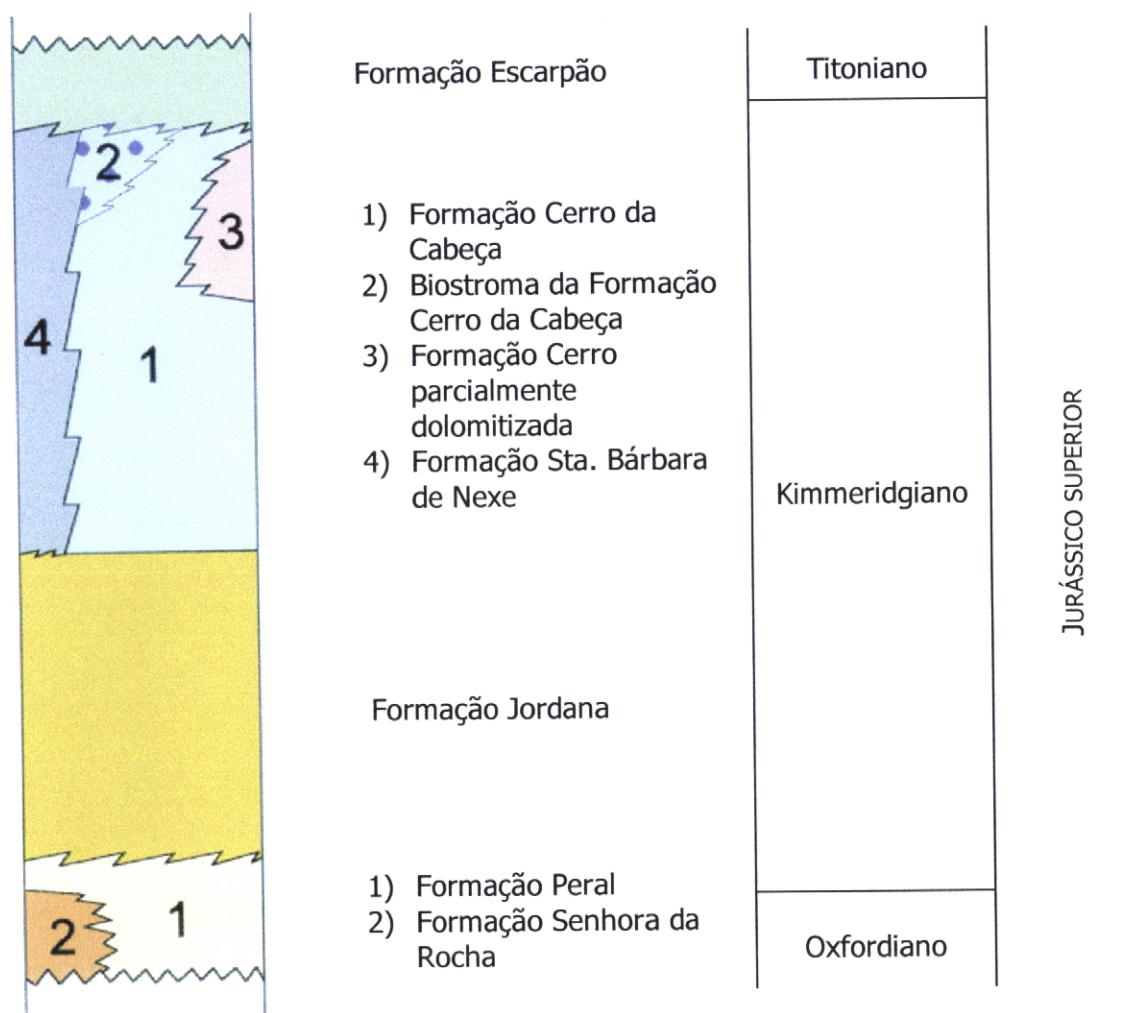 Formação Escarpão
Titoniano
2
1) Formação Cerro da
Cabeça
2) Biostroma da Formação
Cerro da Cabeça
3) Formação Cerro
parcialmente
dolomitizada
4) Formação Sta. Bárbara
de Nexe
3
4
1
Kimmeridgiano
JURÁSSICO SUPERIOR
Formação Jordana
1) Formação Peral
2) Formação Senhora da
Rocha
2
1
Oxfordiano